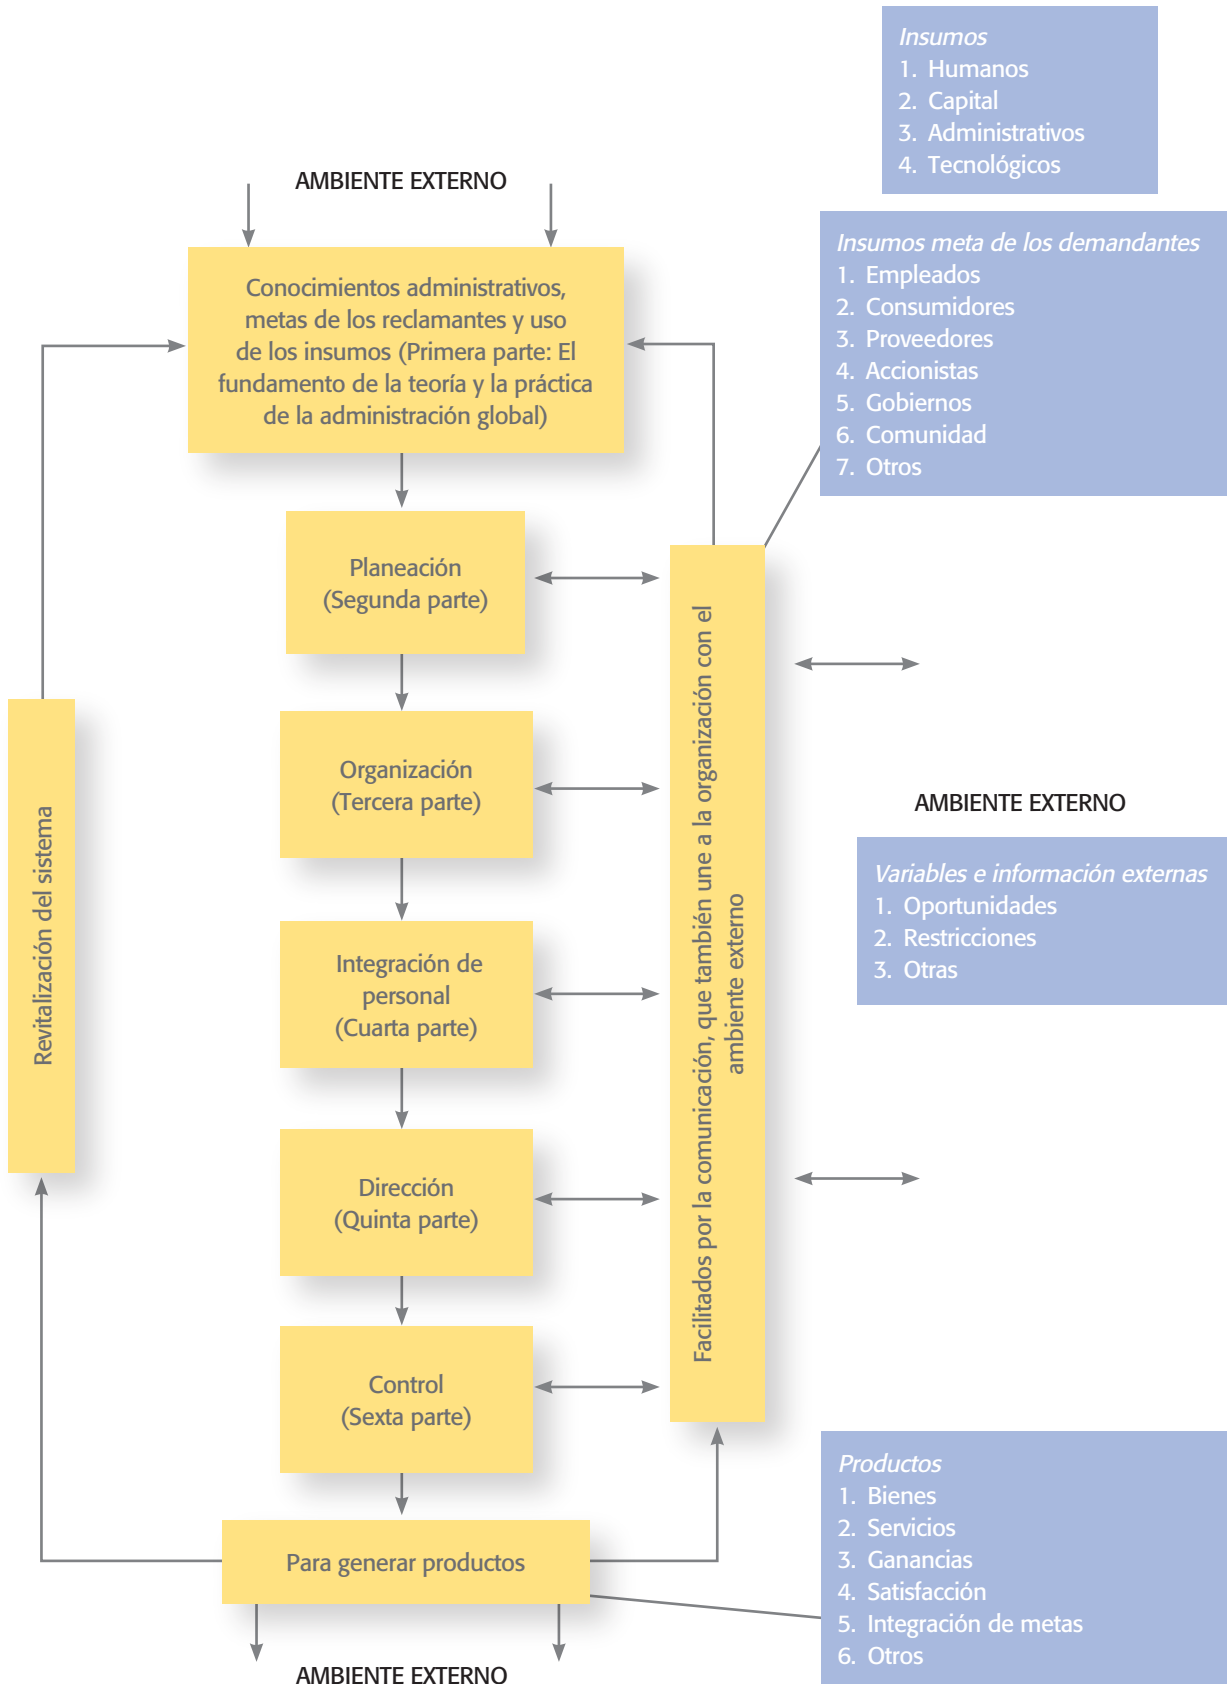 Insumos
1. Humanos
2. Capital
3. Administrativos
4. Tecnológicos
AMBIENTE EXTERNO
Insumos meta de los demandantes
1. Empleados
2. Consumidores
3. Proveedores
4. Accionistas
5. Gobiernos
6. Comunidad
7. Otros
Conocimientos administrativos,
metas de los reclamantes y uso
de los insumos (Primera parte: El
fundamento de la teoría y la práctica
de la administración global)
Planeación
(Segunda parte)
Organización
(Tercera parte)
Integración de
personal
(Cuarta parte)
Dirección
(Quinta parte)
Control
(Sexta parte)
Para generar productos
AMBIENTE EXTERNO
Revitalización del sistema
Facilitados por la comunicación, que también une a la organización con el
ambiente externo
AMBIENTE EXTERNO
Variables e información externas
1. Oportunidades
2. Restricciones
3. Otras
Productos
1. Bienes
2. Servicios
3. Ganancias
4. Satisfacción
5. Integración de metas
6. Otros